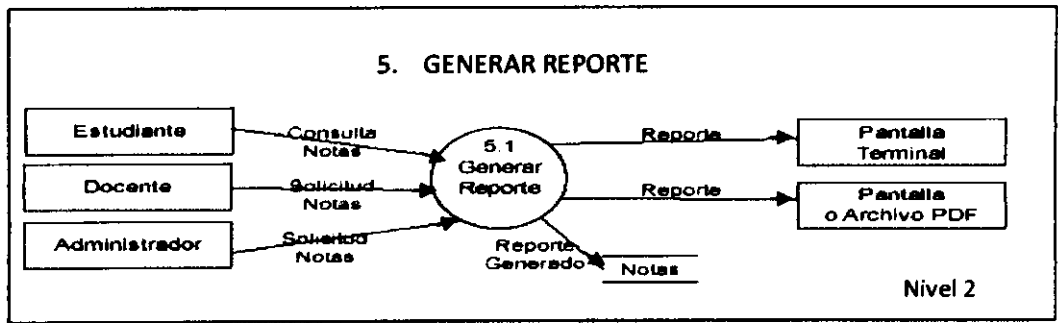 5. GENERAR REPORTE
Estudiante
Consulta
Notas
Docente
Solicitud
Notas
Administrador
Solicitud
Notas
5.1
Generar
Reporte
Reporte
Pantalla
Terminal
Reporte
Pantalla
o Archivo PDF
Reporte
Generado
Notas
Nivel 2